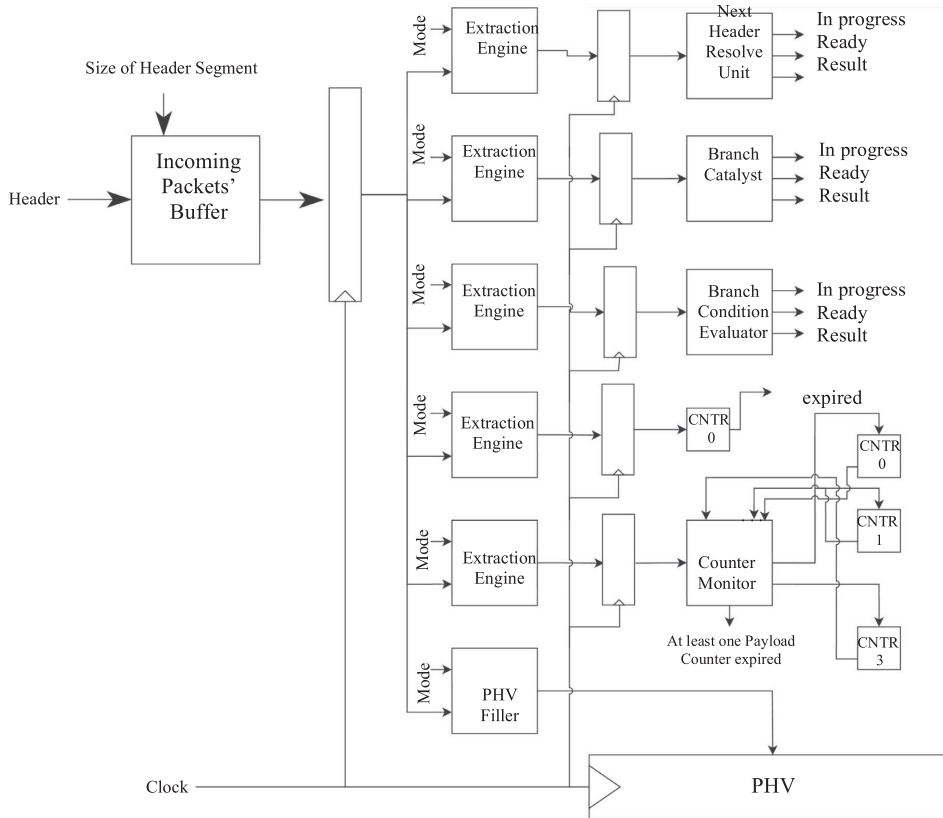 Size of Header Segment
Header
Incoming
Packets’
Buffer
Mode
Extraction
Engine
Next
Header
Resolve
Unit
In progress
Ready
Result
Mode
Extraction
Engine
Branch
Catalyst
In progress
Ready
Result
Mode
Extraction
Engine
Branch
Condition
Evaluator
In progress
Ready
Result
Mode
Extraction
Engine
CNTR
0
expired
CNTR
0
CNTR
1
Mode
Extraction
Engine
Counter
Monitor
At least one Payload
Counter expired
CNTR
3
Mode
PHV
Filler
Clock
PHV